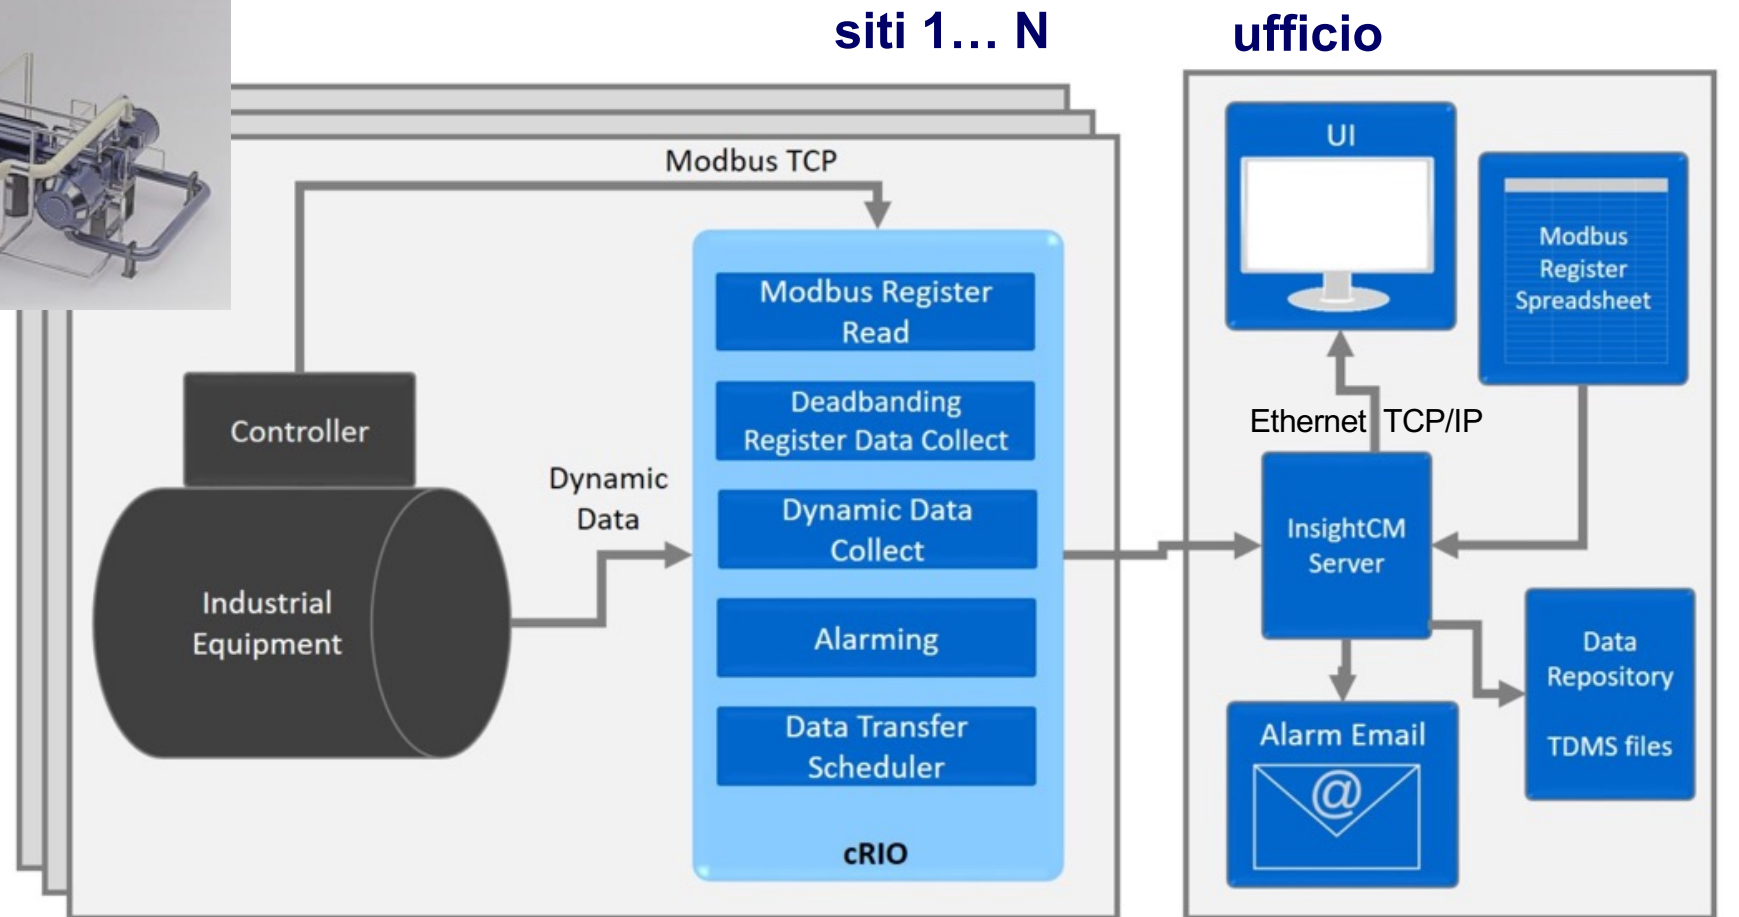 siti 1… N
ufficio
Modbus TCP
Controller
Industrial
Equipment
Dynamic
Data
Modbus Register
Read
Deadbanding
Register Data Collect
Dynamic Data
Collect
Alarming
Data Transfer
Scheduler
cRIO
UI
Modbus
Register
Spreadsheet
Ethernet TCP/IP
InsightCM
Server
Data
Repository
TDMS files
Alarm Email
@